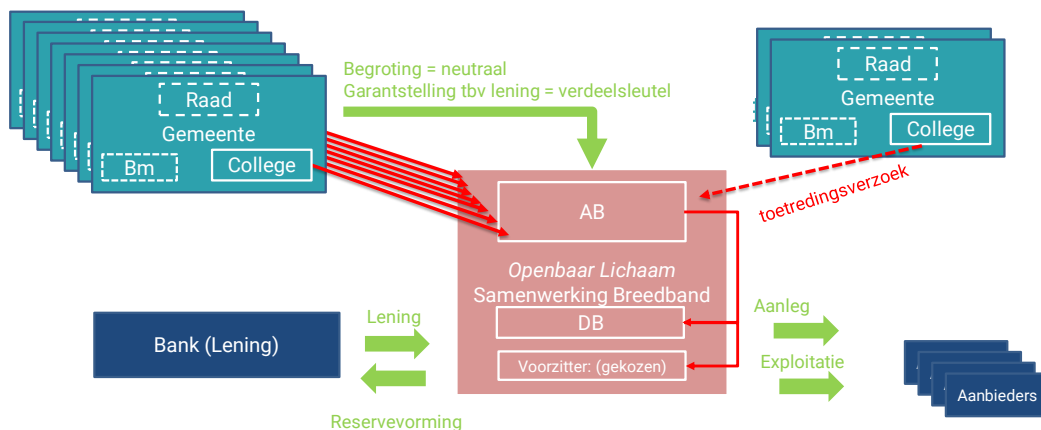 Raad
Gemeente
Bm
College
Begroting = neutraal
Garantstelling tbv lening = verdeelsleutel
Raad
Gemeente
Bm
College
toetredingsverzoek
AB
Openbaar Lichaam
Samenwerking Breedband
DB
Voorzitter: (gekozen)
Bank (Lening)
Lening
Reservevorming
Aanleg
Exploitatie
Aanbieders